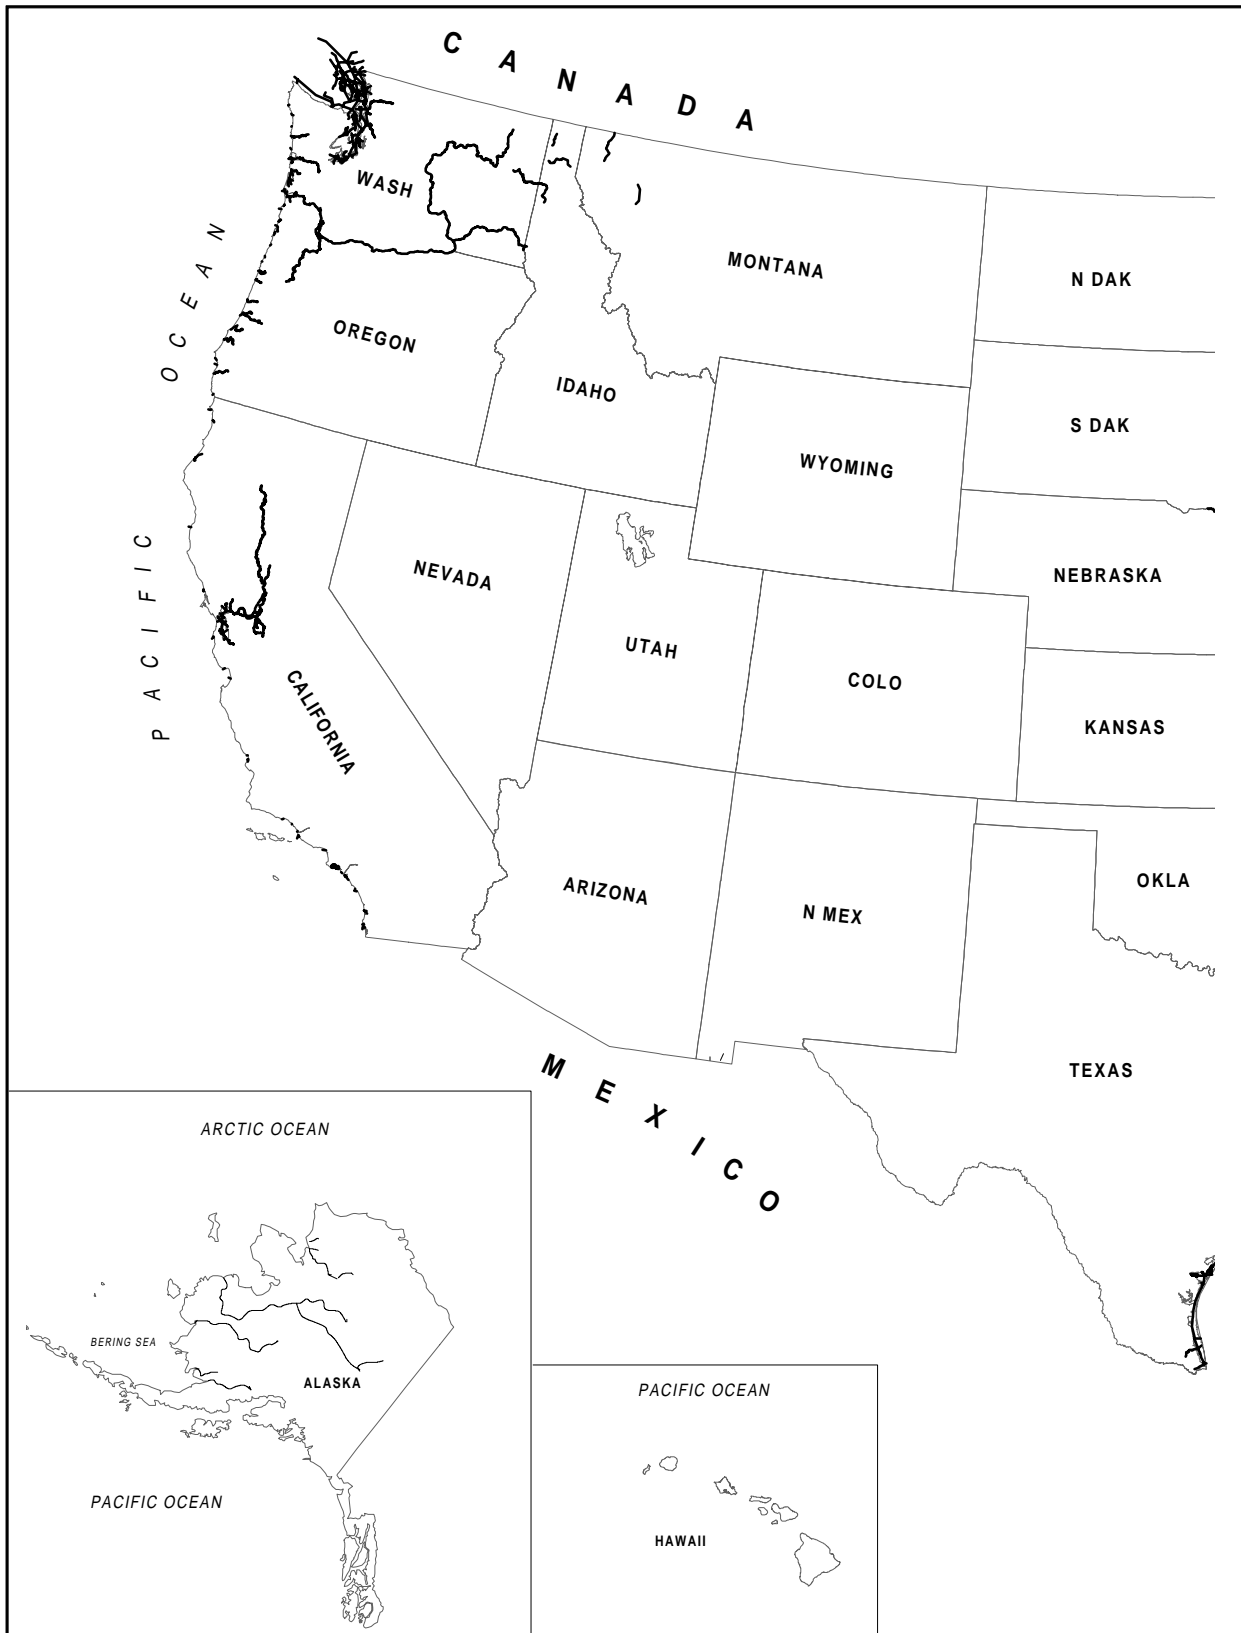 CANADA
WASH
MONTANA
N DAK
OREGON
IDAHO
S DAK
WYOMING
PACIFIC OCEAN
NEVADA
NEBRASKA
UTAH
COLO
CALIFORNIA
KANSAS
ARIZONA
N MEX
OKLA
TEXAS
MEXICO
ARCTIC OCEAN
BERING SEA
ALASKA
PACIFIC OCEAN
PACIFIC OCEAN
HAWAII